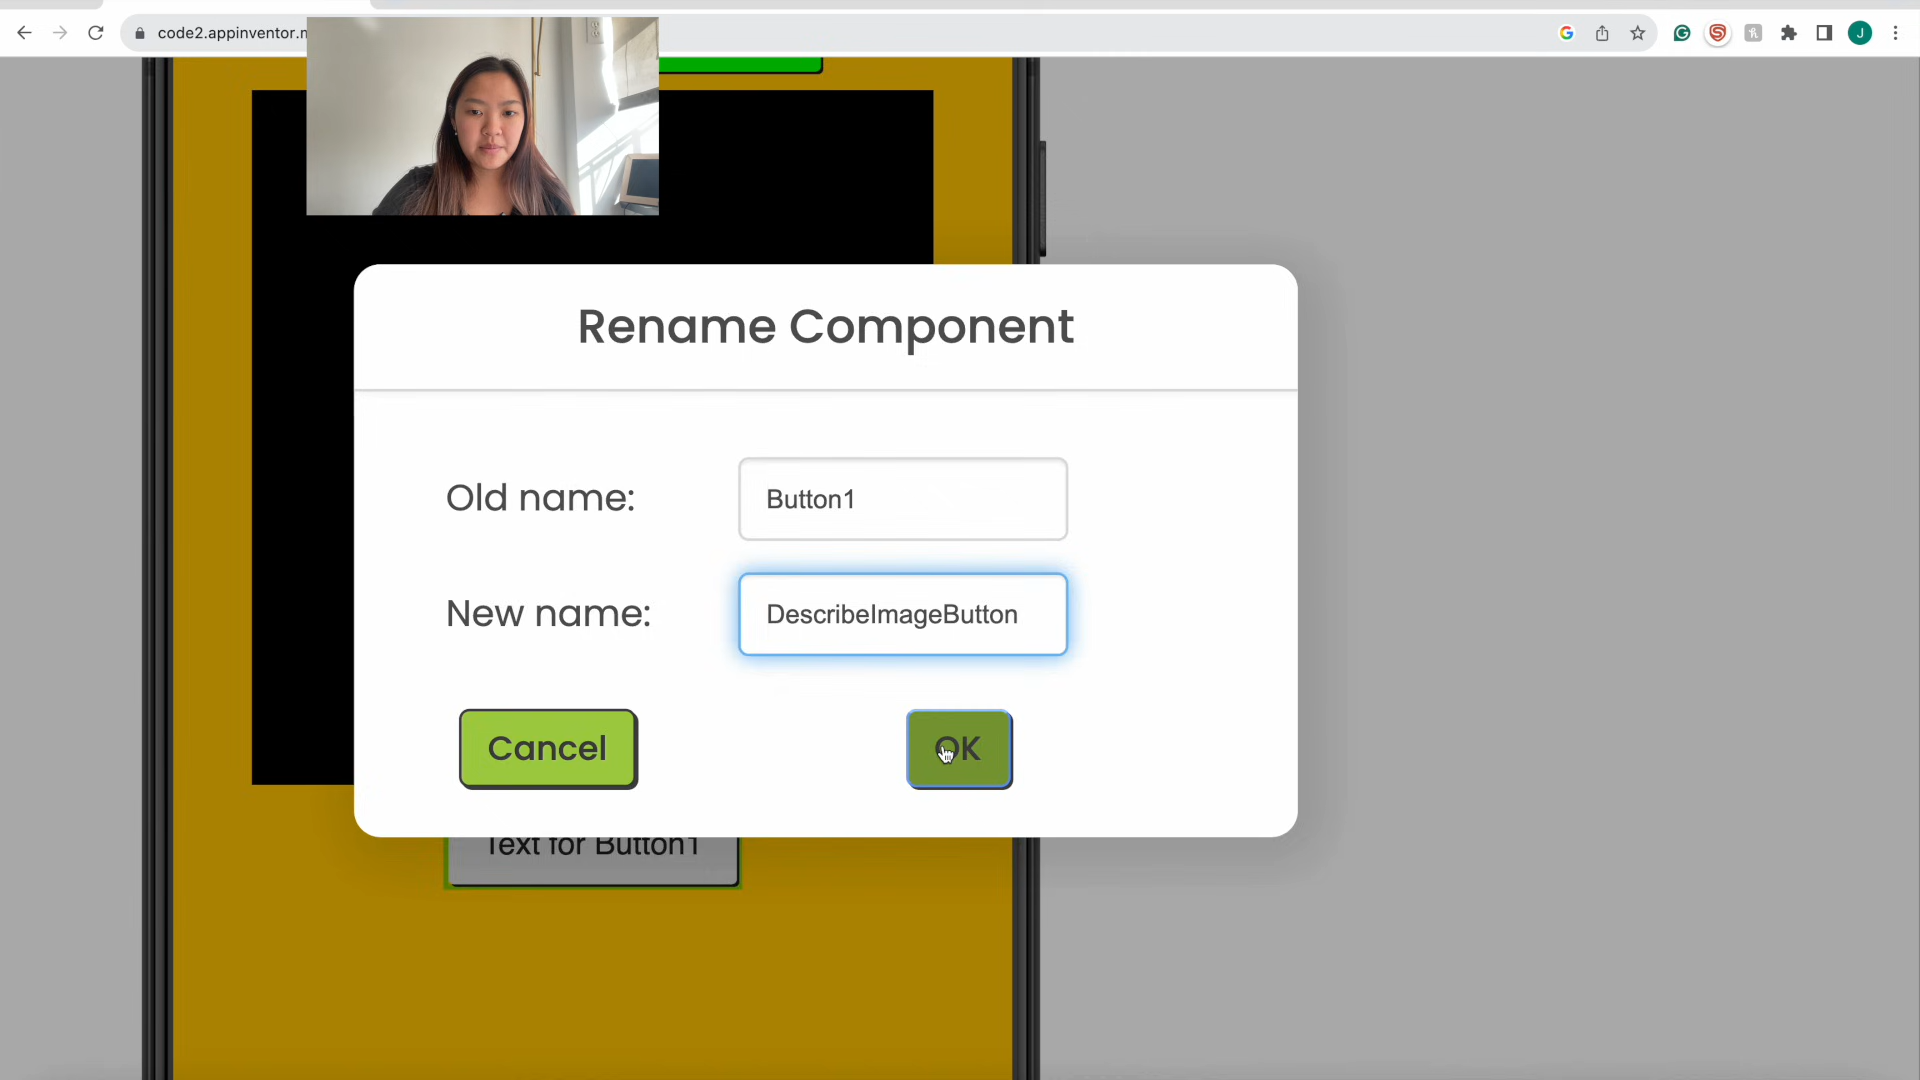 code2.appinventor.m
Rename Component
Old name:
Button1
New name:
DescribeImageButton
Cancel
OK
Text for Button1
J